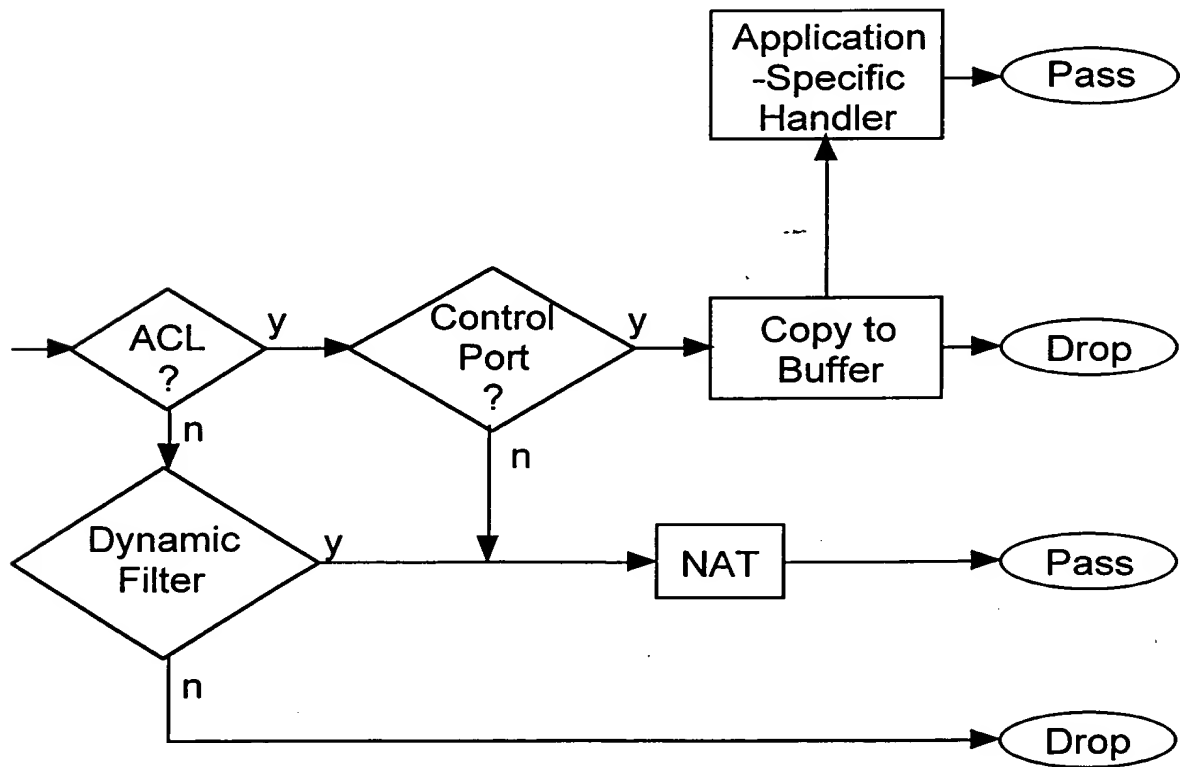 Application
-Specific
Handler
Pass
ACL
?
y
Control
Port
?
y
Copy to
Buffer
Drop
n
n
Dynamic
Filter
y
NAT
Pass
n
Drop